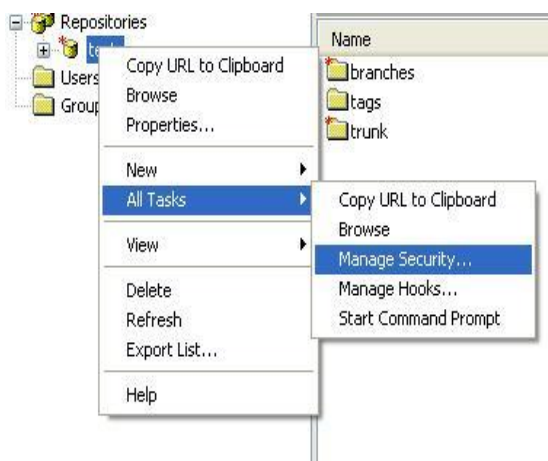 Repositories
Users
Group
Copy URL to Clipboard
Browse
Properties...
New
All Tasks
View
Delete
Refresh
Export List...
Help
Name
branches
tags
trunk
Copy URL to Clipboard
Browse
Manage Security...
Manage Hooks...
Start Command Prompt